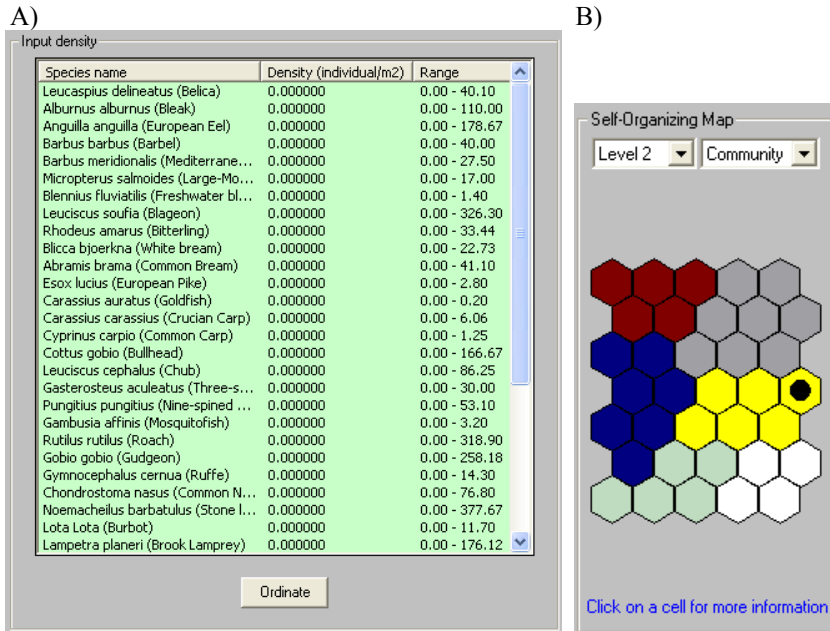 A)
B)
Input density
Species name Density (individual/m2) Range
Leucaspius delineatus (Belica) 0.000000 0.00 - 40.10
Alburnus alburnus (Bleak) 0.000000 0.00 - 110.00
Anguilla anguilla (European Eel) 0.000000 0.00 - 178.67
Barbus barbus (Barbel) 0.000000 0.00 - 40.00
Barbus meridionalis (Mediterrane... 0.000000 0.00 - 27.50
Micropterus salmoides (Large-Mo... 0.000000 0.00 - 17.00
Blennius fluviatilis (Freshwater bl... 0.000000 0.00 - 1.40
Leuciscus soufia (Blageon) 0.000000 0.00 - 326.30
Rhodeus amarus (Bitterling) 0.000000 0.00 - 33.44
Blicca bjoerkna (White bream) 0.000000 0.00 - 22.73
Abramis brama (Common Bream) 0.000000 0.00 - 41.10
Esox lucius (European Pike) 0.000000 0.00 - 2.80
Carassius auratus (Goldfish) 0.000000 0.00 - 0.20
Carassius carassius (Crucian Carp) 0.000000 0.00 - 6.06
Cyprinus carpio (Common Carp) 0.000000 0.00 - 1.25
Cottus gobio (Bullhead) 0.000000 0.00 - 166.67
Leuciscus cephalus (Chub) 0.000000 0.00 - 86.25
Gasterosteus aculeatus (Three-s... 0.000000 0.00 - 30.00
Pungitius pungitius (Nine-spined ... 0.000000 0.00 - 53.10
Gambusia affinis (Mosquitofish) 0.000000 0.00 - 3.20
Rutilus rutilus (Roach) 0.000000 0.00 - 318.90
Gobio gobio (Gudgeon) 0.000000 0.00 - 258.18
Gymnocephalus cernua (Ruffe) 0.000000 0.00 - 14.30
Chondrostoma nasus (Common N... 0.000000 0.00 - 76.80
Noemacheilus barbatulus (Stone l... 0.000000 0.00 - 377.67
Lota Lota (Burbot) 0.000000 0.00 - 11.70
Lampetra planeri (Brook Lamprey) 0.000000 0.00 - 176.12
Ordinate
Self-Organizing Map
Level 2 Community
Click on a cell for more information